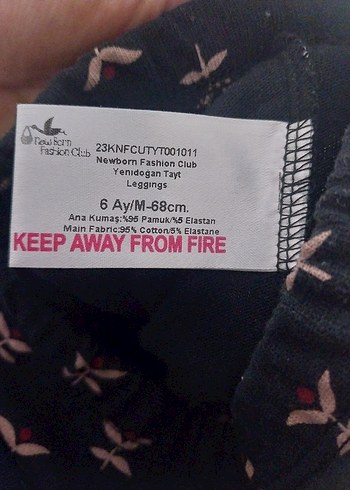 New Born
Fashion Club
23KNFCUTYT001011
Newborn Fashion Club
Yenidogan Tayt
Leggings
6 Ay/M-68cm.
Ana Kumaş:%95 Pamuk/%5 Elastan
Main Fabric:95% Cotton/5% Elastane
KEEP AWAY FROM FIRE